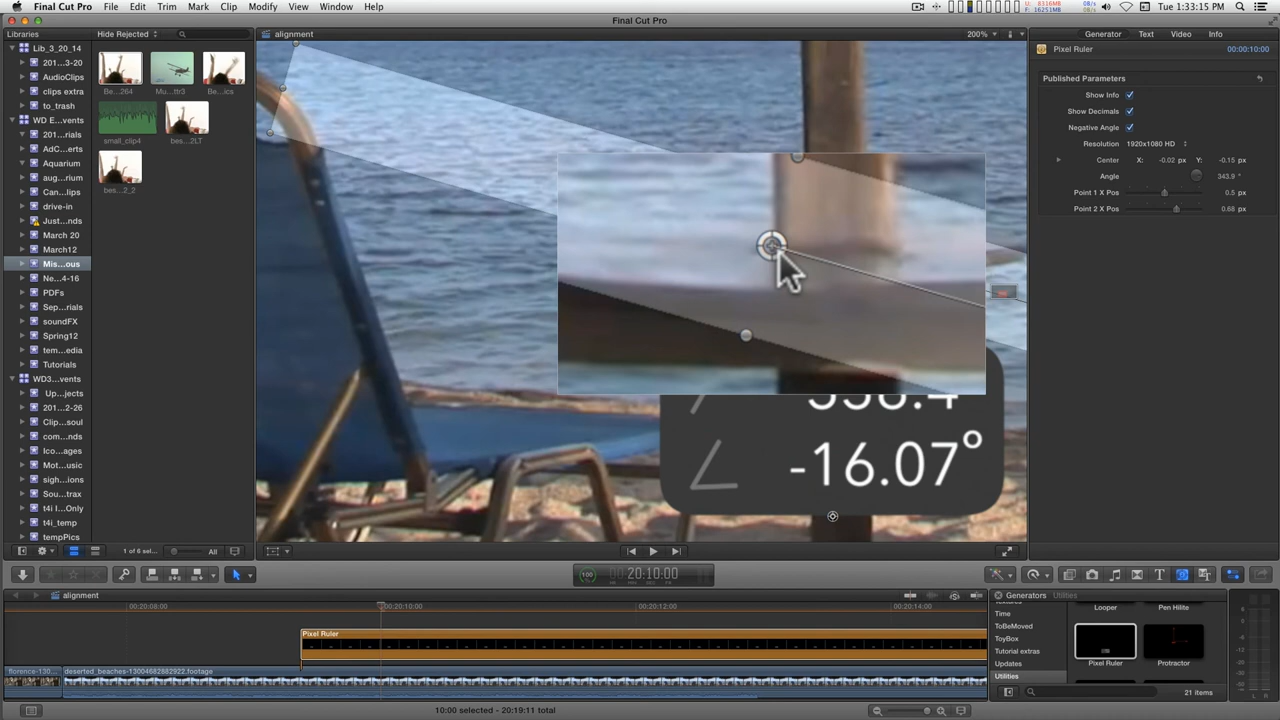 Final Cut Pro File Edit Trim Mark Clip Modify View Window Help Tue 1:33:15 PM
Final Cut Pro
Libraries Hide Rejected alignment 200% Generator Text Video Info
Pixel Ruler 00:00:10:00
Lib_3_20_14
201...3-20
AudioClips
clips extra
to_trash
WD E...vents
201...rials
AdC...erts
Aquarium
aug...rium
Can...lips
drive-in
Just...nds
March 20
March12
Mis...ous
Ne...4-16
PDFs
Sep...rials
soundFX
Spring12
tem...edia
Tutorials
WD3...vents
Up...jects
201...2-26
Clip...soul
com...nds
Ico...ages
Mot...usic
sigh...ions
Sou...trax
t4i I...Only
t4i_temp
tempPics
Be...264
Mu...ttr3
Be...ics
small_clip4
bes...2LT
bes...2_2
Published Parameters
Show Info
Show Decimals
Negative Angle
Resolution 1920x1080 HD
Center X: -0.02 px Y: -0.15 px
Angle 343.9 °
Point 1 X Pos 0.5 px
Point 2 X Pos 0.68 px
-16.07°
1 of 6 sel... All
100 20:10:00
alignment
00:00:20:08:00 00:00:20:10:00 00:00:20:12:00 00:00:20:14:00
Pixel Ruler
florence-130... deserted_beaches-13004682882922.footage
Generators Utilities
Time
ToBeMoved
ToyBox
Tutorial extras
Updates
Utilities
Looper
Pen Hilite
Pixel Ruler
Protractor
21 items
10:00 selected - 20:19:11 total